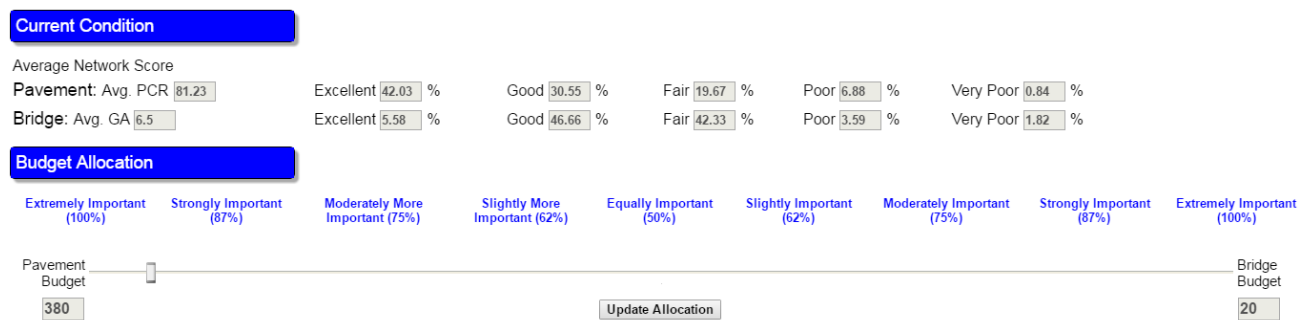 Current Condition
Average Network Score
Pavement: Avg. PCR 81.23 Excellent 42.03 % Good 30.55 % Fair 19.67 % Poor 6.88 % Very Poor 0.84 %
Bridge: Avg. GA 6.5 Excellent 5.58 % Good 46.66 % Fair 42.33 % Poor 3.59 % Very Poor 1.82 %
Budget Allocation
Extremely Important Strongly Important Moderately More Slightly More Equally Important Slightly Important Moderately Important Strongly Important Extremely Important
(100%) (87%) Important (75%) Important (62%) (50%) (62%) (75%) (87%) (100%)
Pavement Bridge
Budget Budget
380 Update Allocation 20